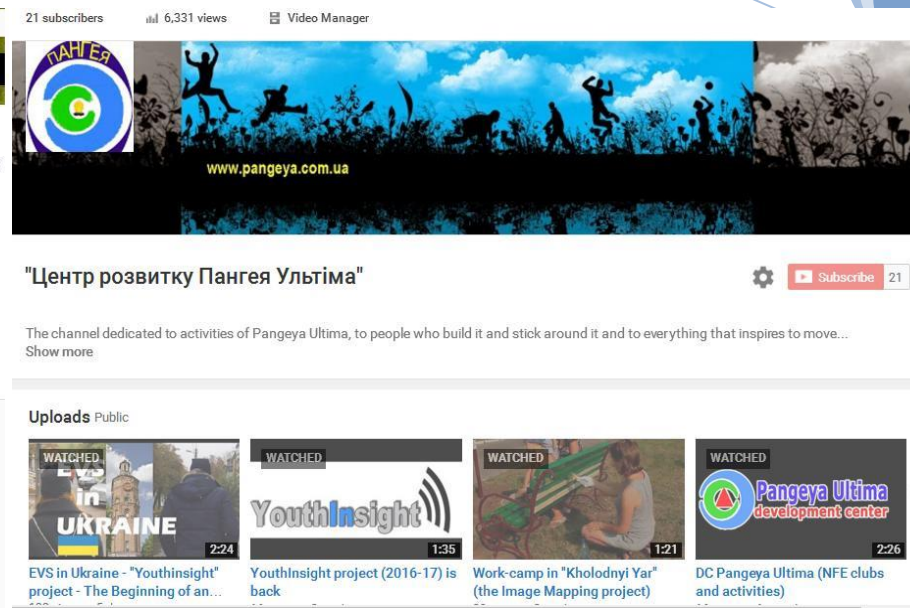 21 subscribers 6,331 views Video Manager
ПАНГЕЯ
www.pangeya.com.ua
"Центр розвитку Пангея Ультіма"
Subscribe 21
The channel dedicated to activities of Pangeya Ultima, to people who build it and stick around it and to everything that inspires to move...
Show more
Uploads Public
WATCHED
EVS
in
UKRAINE
2:24
EVS in Ukraine - "Youthinsight"
project - The Beginning of an...
WATCHED
YouthInsight
1:35
YouthInsight project (2016-17) is
back
WATCHED
1:21
Work-camp in "Kholodnyi Yar"
(the Image Mapping project)
WATCHED
Pangeya Ultima
development center
2:26
DC Pangeya Ultima (NFE clubs
and activities)